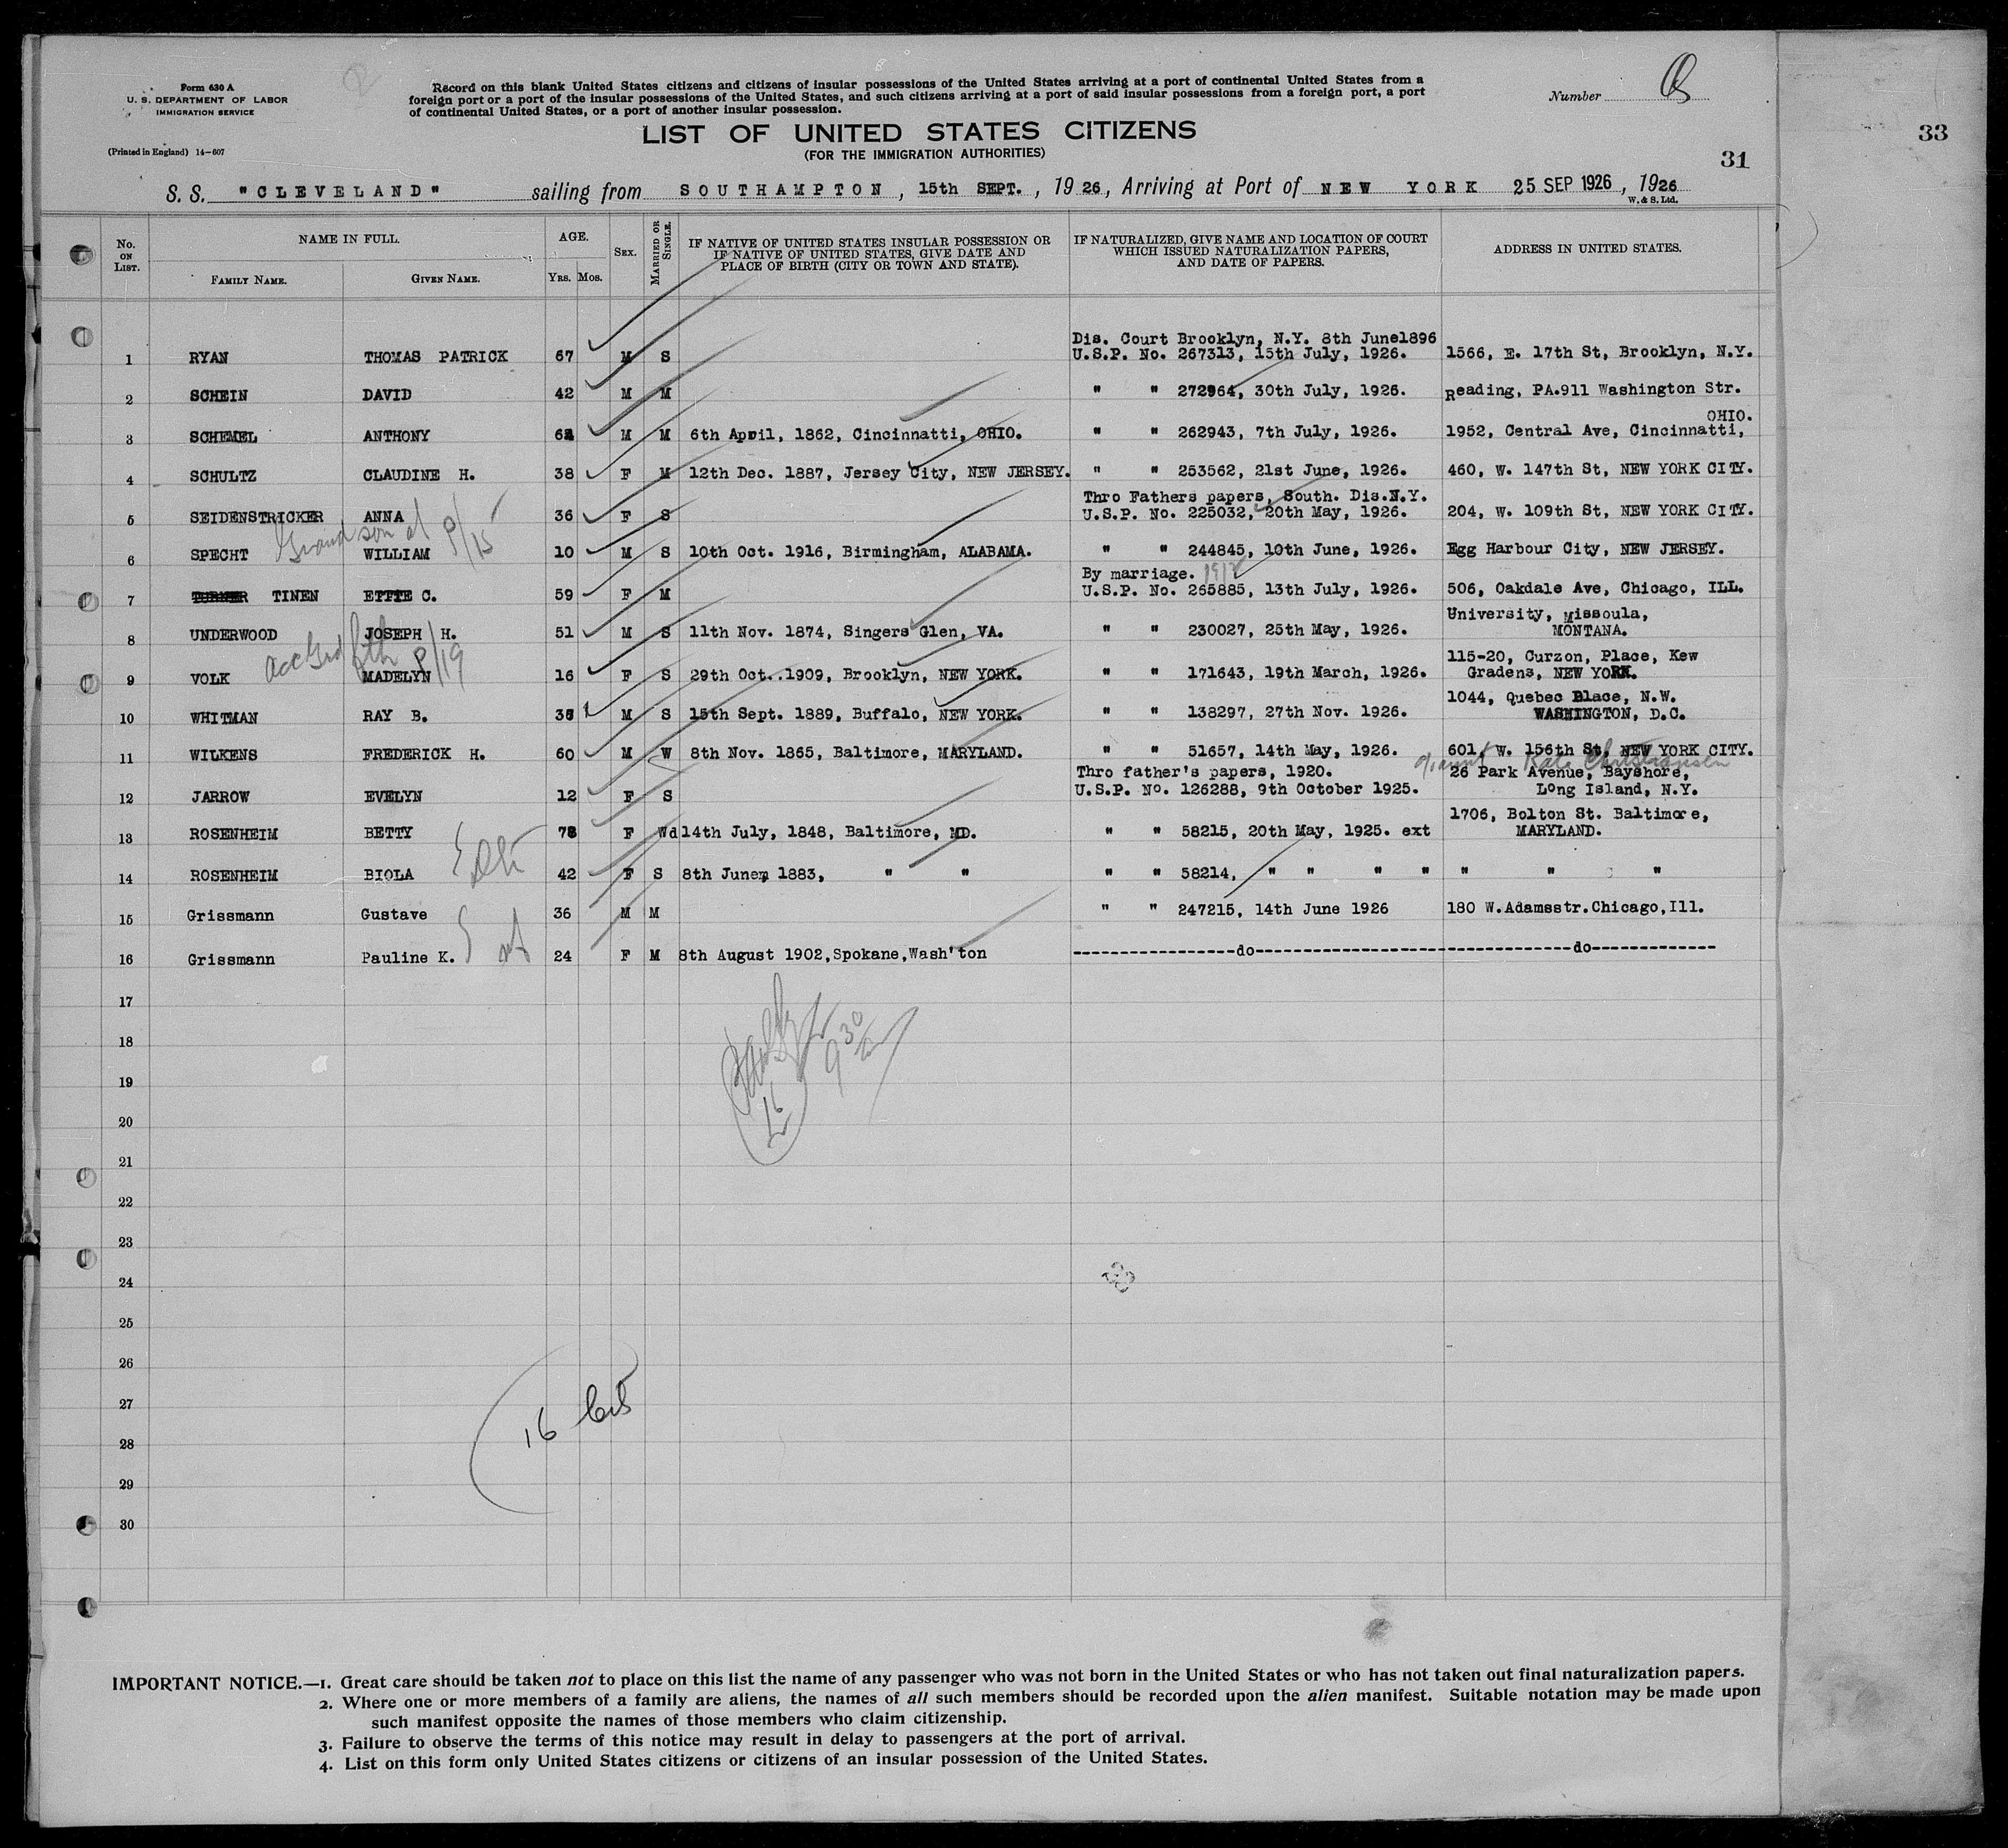 Form 630 A
U. S. DEPARTMENT OF LABOR
IMMIGRATION SERVICE
(Printed in England) 14—607
Record on this blank United States citizens and citizens of insular possessions of the United States arriving at a port of continental United States from a
foreign port or a port of the insular possessions of the United States, and such citizens arriving at a port of said insular possessions from a foreign port, a port
of continental United States, or a port of another insular possession.
Number
33
LIST OF UNITED STATES CITIZENS
(FOR THE IMMIGRATION AUTHORITIES)
31
S. S. "CLEVELAND" sailing from SOUTHAMPTON, 15th SEPT., 1926, Arriving at Port of NEW YORK 25 SEP 1926, 1926
W. & S. Ltd.
No. ON LIST. NAME IN FULL. FAMILY NAME. GIVEN NAME. AGE. YRS. MOS. SEX. MARRIED OR SINGLE. IF NATIVE OF UNITED STATES INSULAR POSSESSION OR IF NATIVE OF UNITED STATES, GIVE DATE AND PLACE OF BIRTH (CITY OR TOWN AND STATE). IF NATURALIZED, GIVE NAME AND LOCATION OF COURT WHICH ISSUED NATURALIZATION PAPERS, AND DATE OF PAPERS. ADDRESS IN UNITED STATES.
Dis. Court Brooklyn, N.Y. 8th June1896
1 RYAN THOMAS PATRICK 67 M S U.S.P. No. 267313, 15th July, 1926. 1566, E. 17th St, Brooklyn, N.Y.
2 SCHEIN DAVID 42 M M " " 272964, 30th July, 1926. Reading, PA.911 Washington Str.
OHIO.
3 SCHEMEL ANTHONY M M 6th April, 1862, Cincinnatti, OHIO. " " 262943, 7th July, 1926. 1952, Central Ave, Cincinnatti,
4 SCHULTZ CLAUDINE H. 38 F M 12th Dec. 1887, Jersey City, NEW JERSEY. " " 253562, 21st June, 1926. 460, W. 147th St, NEW YORK CITY.
Thro Fathers papers, South. Dis.N.Y.
5 SEIDENSTRICKER ANNA 36 F S U.S.P. No. 225032, 20th May, 1926. 204, W. 109th St, NEW YORK CITY.
Grand son of P/15
6 SPECHT WILLIAM 10 M S 10th Oct. 1916, Birmingham, ALABAMA. " " 244845, 10th June, 1926. Egg Harbour City, NEW JERSEY.
By marriage. 1912
7 TURNER TINEN ETTIE C. 59 F M U.S.P. No. 265885, 13th July, 1926. 506, Oakdale Ave, Chicago, ILL.
University, Missoula,
8 UNDERWOOD JOSEPH H. 51 M S 11th Nov. 1874, Singers Glen, VA. " " 230027, 25th May, 1926. MONTANA.
P/19
115-20, Curzon, Place, Kew
9 VOLK MADELYN 16 F S 29th Oct..1909, Brooklyn, NEW YORK. " " 171643, 19th March, 1926. Gradens, NEW YORK.
1044, Quebec Place, N.W.
10 WHITMAN RAY B. M S 15th Sept. 1889, Buffalo, NEW YORK. " " 138297, 27th Nov. 1926. WASHINGTON, D.C.
11 WILKENS FREDERICK H. 60 M W 8th Nov. 1865, Baltimore, MARYLAND. " " 51657, 14th May, 1926. 601, W. 156th St, NEW YORK CITY.
aunt Kate Christiansen
Thro father's papers, 1920. 26 Park Avenue, Bayshore,
12 JARROW EVELYN 12 F S U.S.P. No. 126288, 9th October 1925. Long Island, N.Y.
1706, Bolton St. Baltimore,
13 ROSENHEIM BETTY 78 F Wd 14th July, 1848, Baltimore, MD. " " 58215, 20th May, 1925. ext MARYLAND.
14 ROSENHEIM BIOLA 42 F S 8th June, 1883, " " " " 58214, " " " " " " "
15 Grissmann Gustave 36 M M " " 247215, 14th June 1926 180 W.Adamsstr.Chicago,Ill.
16 Grissmann Pauline K. 24 F M 8th August 1902,Spokane,Wash'ton -----------------do------------------------------------do-------------
17
18
9 30
19
16
20
21
22
23
24
25
26
27
16 Cits
28
29
30
IMPORTANT NOTICE.—1. Great care should be taken not to place on this list the name of any passenger who was not born in the United States or who has not taken out final naturalization papers.
2. Where one or more members of a family are aliens, the names of all such members should be recorded upon the alien manifest. Suitable notation may be made upon
such manifest opposite the names of those members who claim citizenship.
3. Failure to observe the terms of this notice may result in delay to passengers at the port of arrival.
4. List on this form only United States citizens or citizens of an insular possession of the United States.